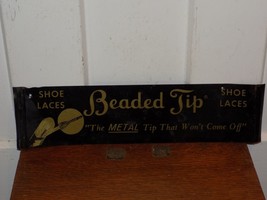 SHOE LACES
Beaded Tip
SHOE LACES
"The METAL Tip That Won't Come Off"